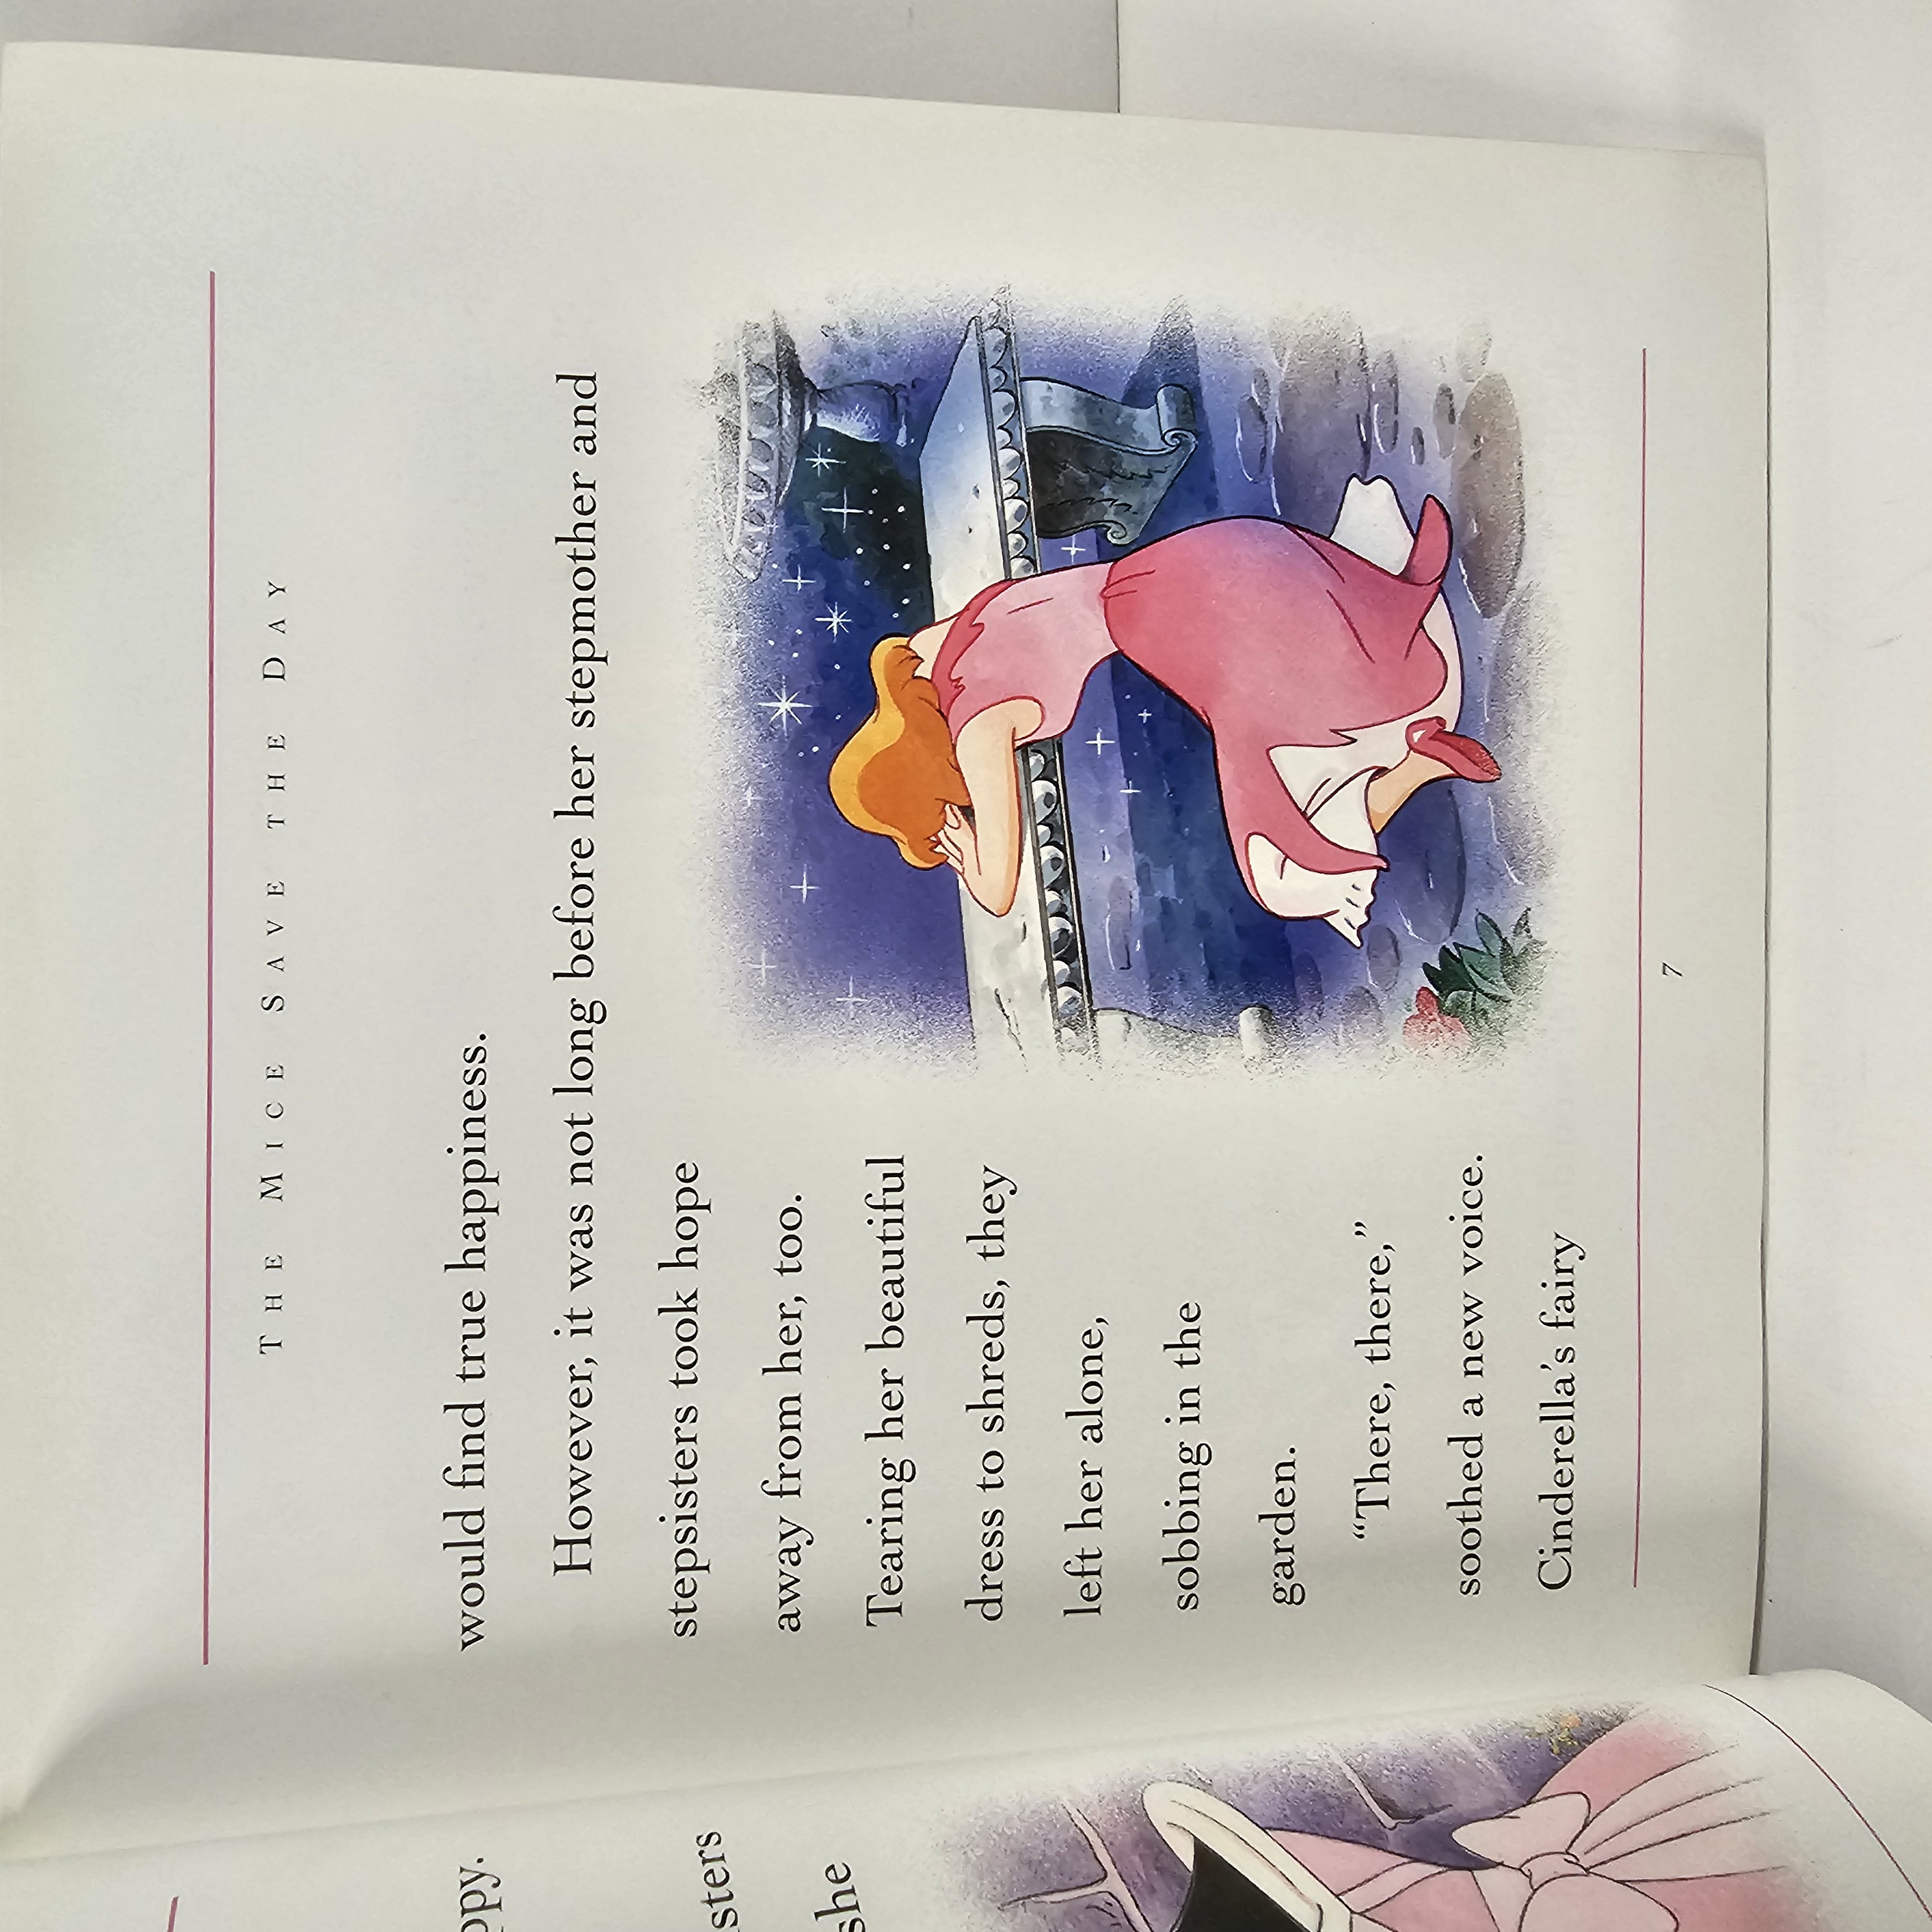 sters
she
THE MICE SAVE THE DAY
would find true happiness.
However, it was not long before her stepmother and
stepsisters took hope
away from her, too.
Tearing her beautiful
dress to shreds, they
left her alone,
sobbing in the
garden.
“There, there,”
soothed a new voice.
Cinderella’s fairy
7